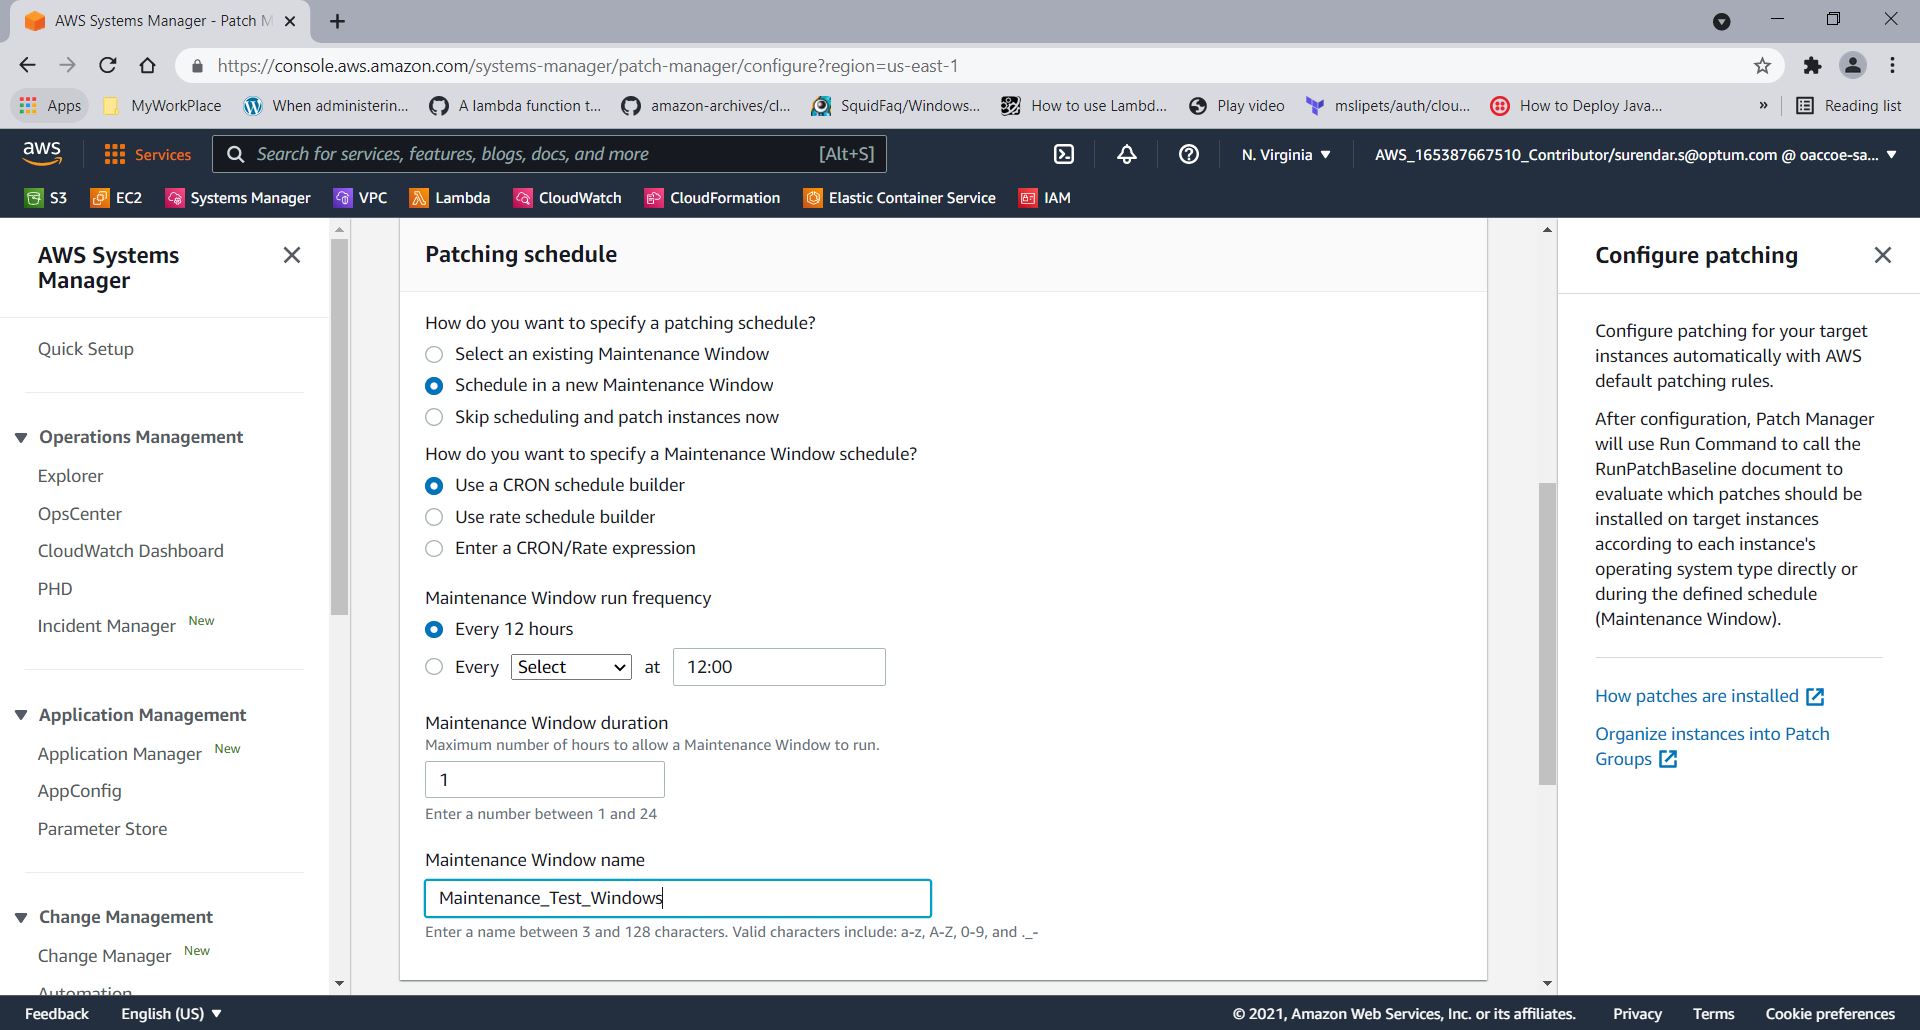 AWS Systems Manager - Patch M
https://console.aws.amazon.com/systems-manager/patch-manager/configure?region=us-east-1
Apps MyWorkPlace When administerin... A lambda function t... amazon-archives/cl... SquidFaq/Windows... How to use Lambd... Play video mslipets/auth/clou... How to Deploy Java... » Reading list
aws Services Search for services, features, blogs, docs, and more [Alt+S] N. Virginia AWS_165387667510_Contributor/surendar.s@optum.com @ oaccoe-sa...
S3 EC2 Systems Manager VPC Lambda CloudWatch CloudFormation Elastic Container Service IAM
AWS Systems
Manager
Quick Setup
Operations Management
Explorer
OpsCenter
CloudWatch Dashboard
PHD
Incident Manager New
Application Management
Application Manager New
AppConfig
Parameter Store
Change Management
Change Manager New
Automation
Patching schedule
How do you want to specify a patching schedule?
Select an existing Maintenance Window
Schedule in a new Maintenance Window
Skip scheduling and patch instances now
How do you want to specify a Maintenance Window schedule?
Use a CRON schedule builder
Use rate schedule builder
Enter a CRON/Rate expression
Maintenance Window run frequency
Every 12 hours
Every Select at 12:00
Maintenance Window duration
Maximum number of hours to allow a Maintenance Window to run.
1
Enter a number between 1 and 24
Maintenance Window name
Maintenance_Test_Windows
Enter a name between 3 and 128 characters. Valid characters include: a-z, A-Z, 0-9, and ._-
Configure patching
Configure patching for your target
instances automatically with AWS
default patching rules.
After configuration, Patch Manager
will use Run Command to call the
RunPatchBaseline document to
evaluate which patches should be
installed on target instances
according to each instance's
operating system type directly or
during the defined schedule
(Maintenance Window).
How patches are installed
Organize instances into Patch
Groups
Feedback English (US) © 2021, Amazon Web Services, Inc. or its affiliates. Privacy Terms Cookie preferences